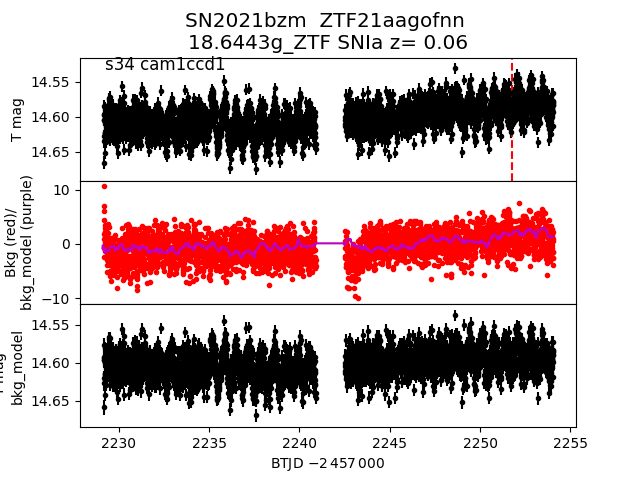 SN2021bzm ZTF21aagofnn
18.6443g_ZTF SNIa z= 0.06
s34 cam1ccd1
T mag
14.55
14.60
14.65
Bkg (red)/
bkg_model (purple)
10
0
−10
bkg_model
14.55
14.60
14.65
2230 2235 2240 2245 2250 2255
BTJD −2 457 000